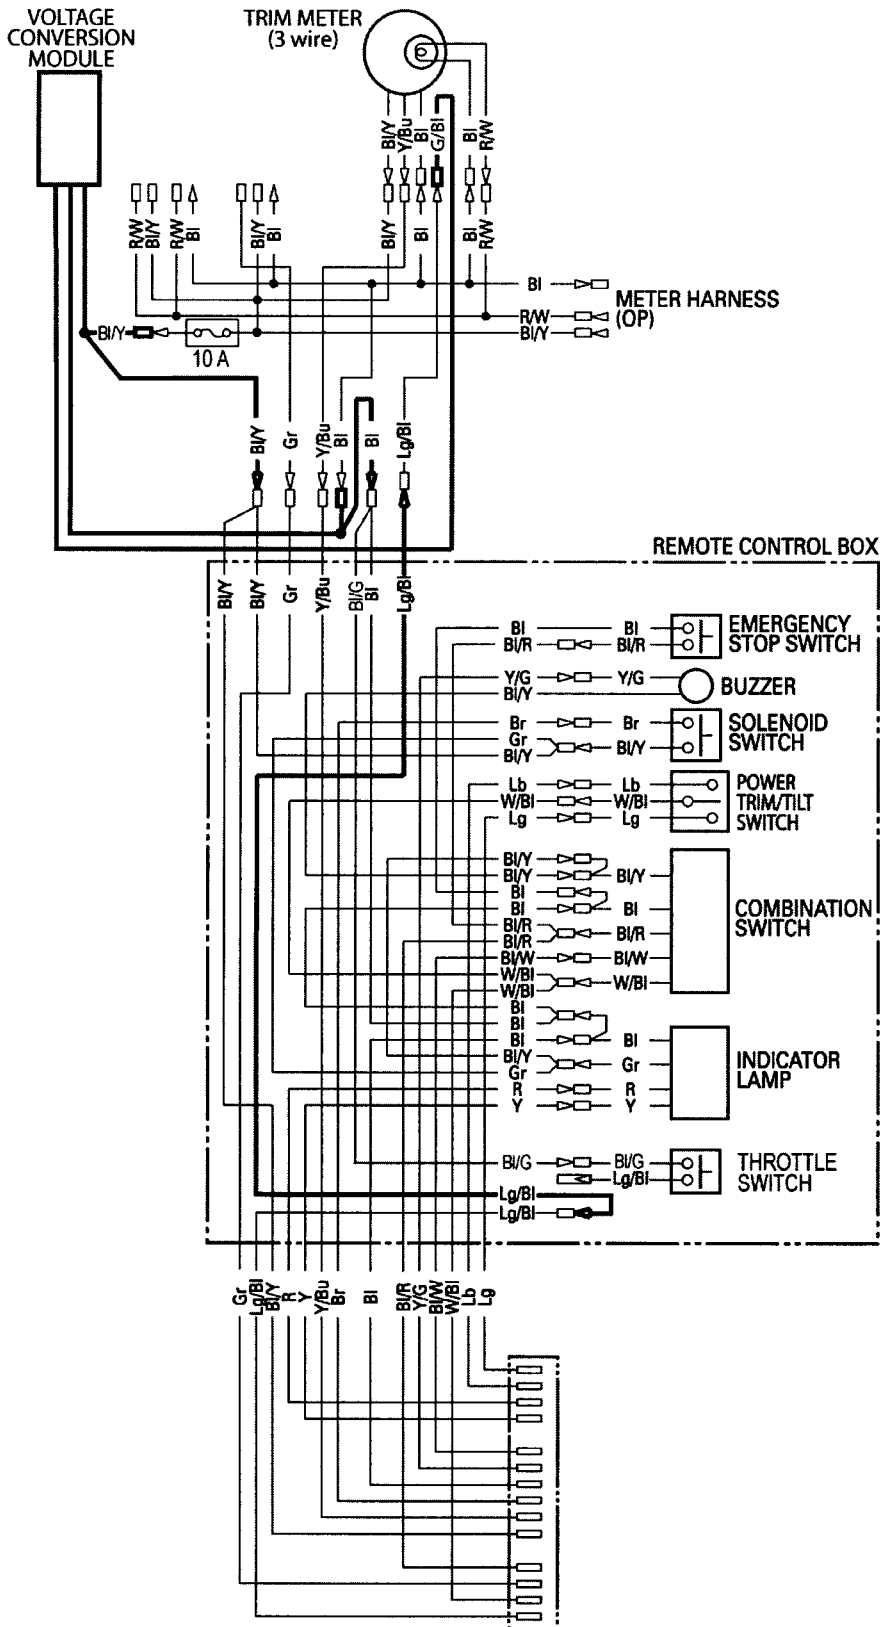 VOLTAGE
CONVERSION
MODULE
TRIM METER
(3 wire)
Bl/Y
Y/Bu
Bl
G/Bl
Bl
R/W
R/W
Bl/Y
R/W
Bl
Bl/Y
Bl
Bl/Y
Bl
Bl
R/W
Bl
METER HARNESS
(OP)
R/W
Bl/Y
Bl/Y
10 A
Bl/Y
Gr
Y/Bu
Bl
Bl
Lg/Bl
REMOTE CONTROL BOX
Bl/Y
Bl/Y
Gr
Y/Bu
Bl/G
Bl
Lg/Bl
Bl
Bl
EMERGENCY
Bl/R
Bl/R
STOP SWITCH
Y/G
Y/G
Bl/Y
BUZZER
Br
Br
SOLENOID
Gr
Bl/Y
Bl/Y
SWITCH
Lb
Lb
POWER
W/Bl
W/Bl
TRIM/TILT
Lg
Lg
SWITCH
Bl/Y
Bl/Y
Bl/Y
Bl
Bl
Bl
COMBINATION
SWITCH
Bl/R
Bl/R
Bl/R
Bl/W
Bl/W
W/Bl
W/Bl
W/Bl
Bl
Bl
Bl
Bl
Bl/Y
Gr
INDICATOR
Gr
LAMP
R
R
Y
Y
Bl/G
Bl/G
THROTTLE
Lg/Bl
SWITCH
Lg/Bl
Lg/Bl
Gr
Lg/Bl
Bl/Y
R
Y
Y/Bu
Br
Bl
Bl/R
Y/G
Bl/W
W/Bl
Lb
Lg